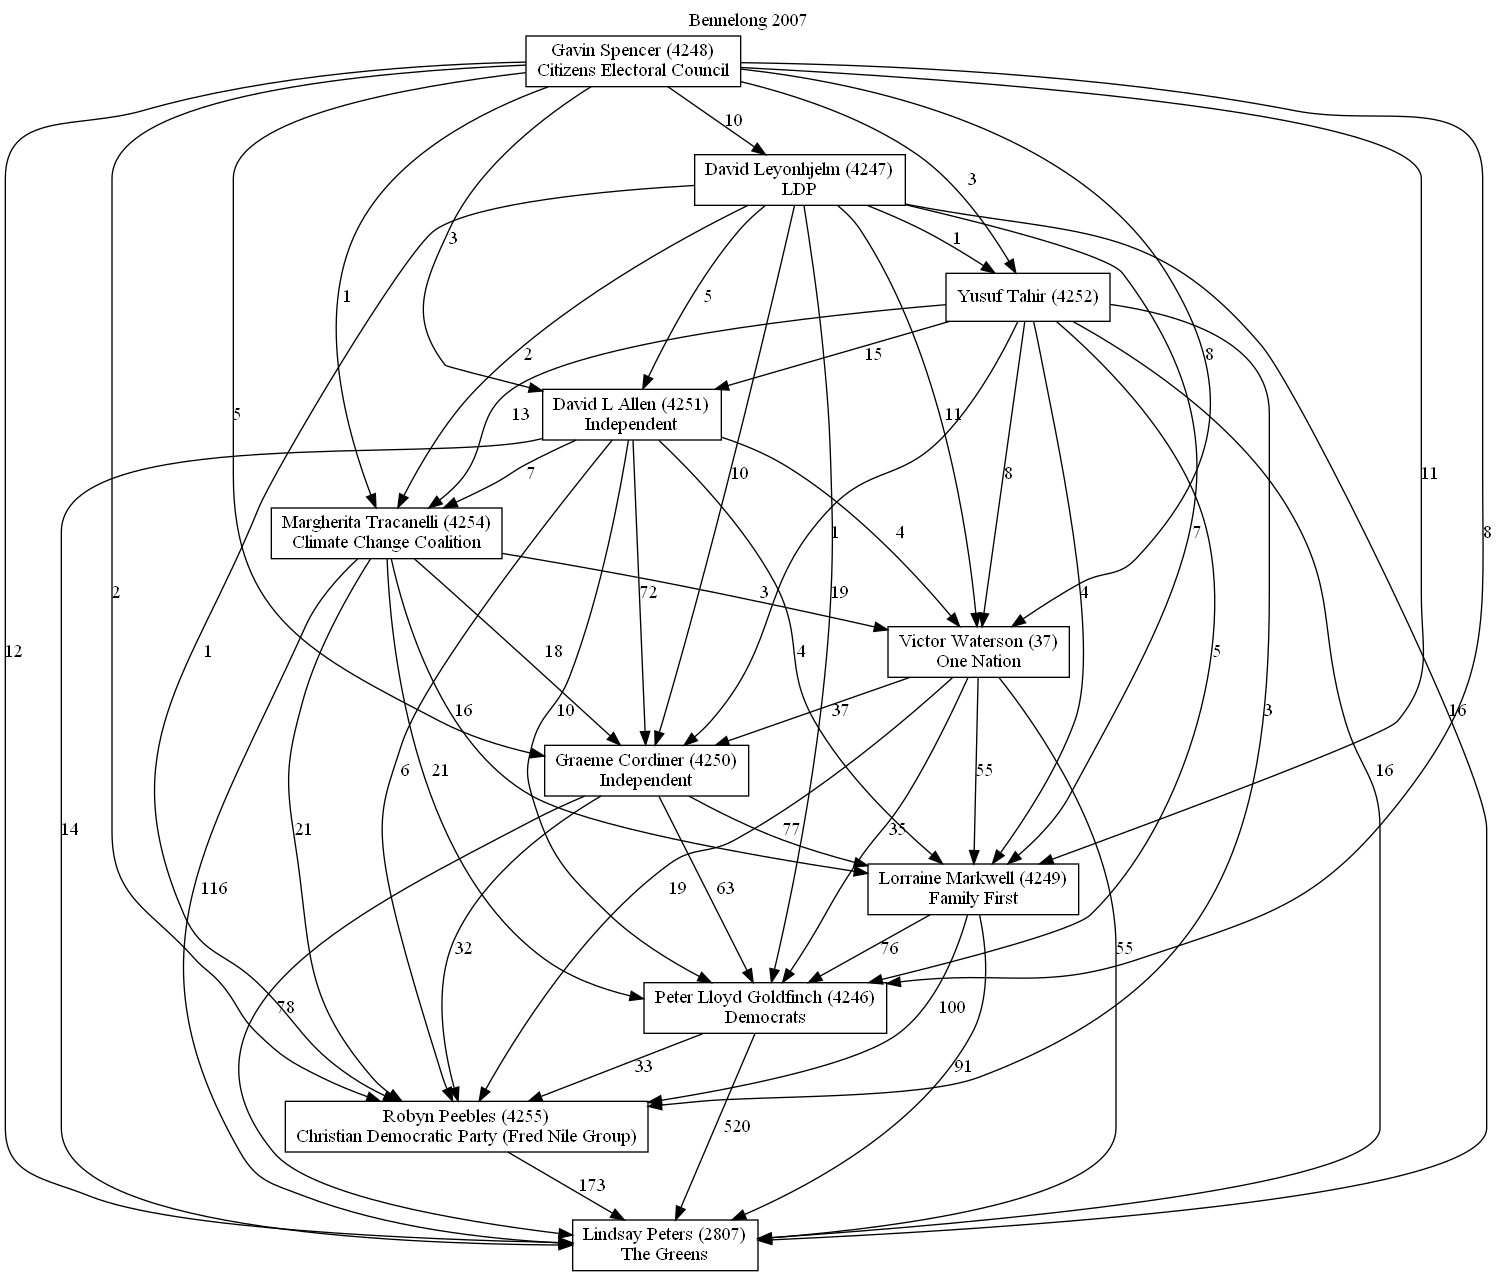 Bennelong 2007
Gavin Spencer (4248)
Citizens Electoral Council
10
David Leyonhjelm (4247)
LDP
3
3
1
1
5
Yusuf Tahir (4252)
2
15
8
5
13
David L Allen (4251)
Independent
11
7
10
8
11
Margherita Tracanelli (4254)
Climate Change Coalition
1
4
7
8
2
72
3
19
4
12
1
18
4
5
Victor Waterson (37)
One Nation
16
10
37
3
16
Graeme Cordiner (4250)
Independent
6
21
55
16
14
21
77
35
116
19
63
Lorraine Markwell (4249)
Family First
32
76
55
78
Peter Lloyd Goldfinch (4246)
Democrats
100
33
91
Robyn Peebles (4255)
Christian Democratic Party (Fred Nile Group)
520
173
Lindsay Peters (2807)
The Greens